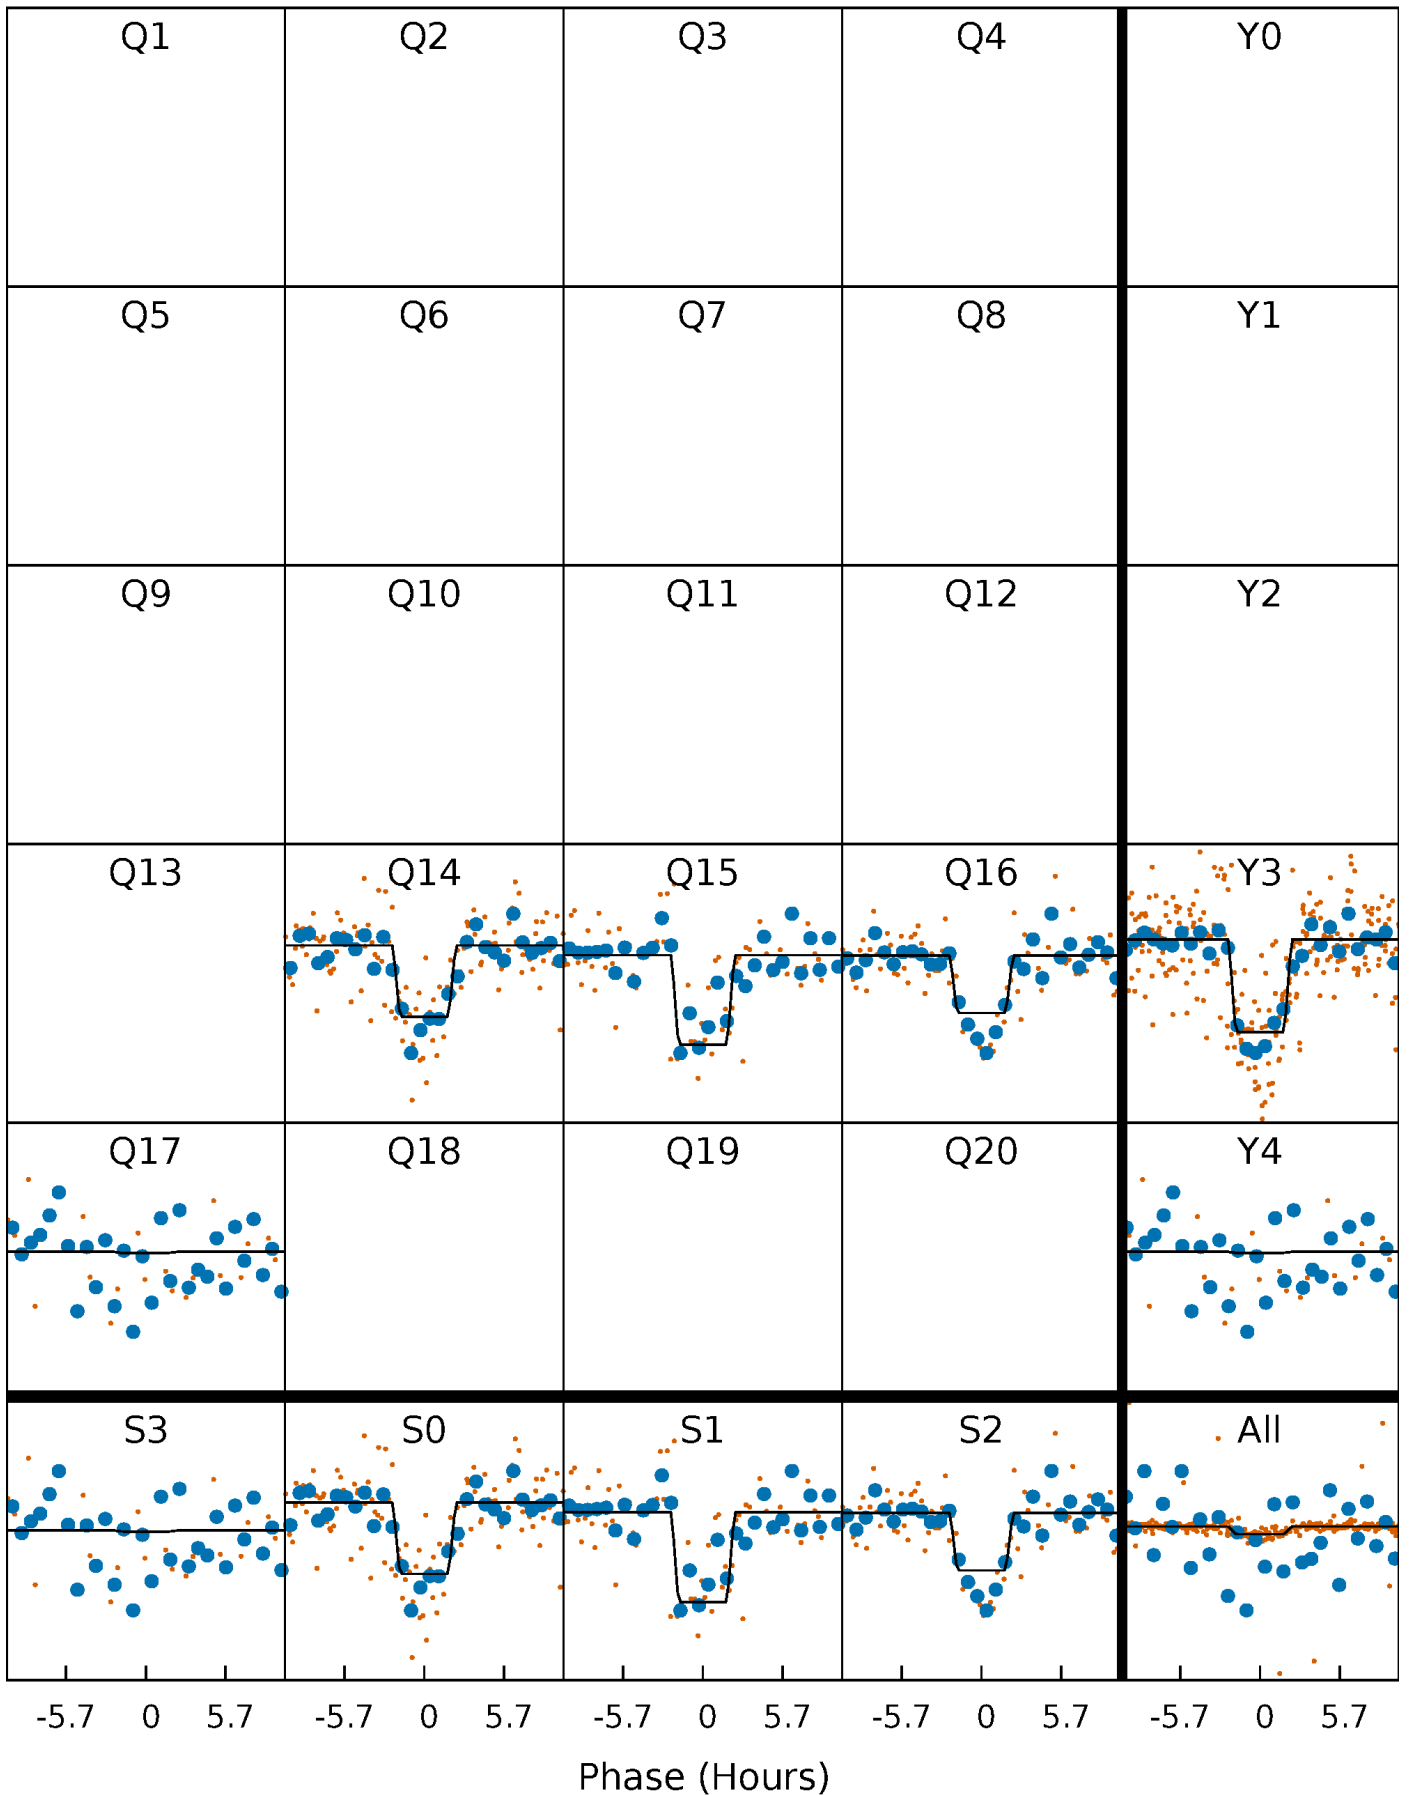 Q1 Q2 Q3 Q4 Y0
Q5 Q6 Q7 Q8 Y1
Q9 Q10 Q11 Q12 Y2
Q13 Q14 Q15 Q16 Y3
Q17 Q18 Q19 Q20 Y4
S3 S0 S1 S2 All
-5.7 0 5.7 -5.7 0 5.7 -5.7 0 5.7 -5.7 0 5.7 -5.7 0 5.7
Phase (Hours)